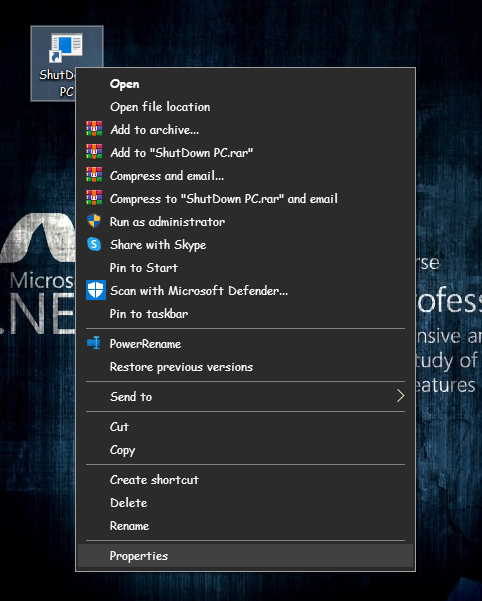 ShutDo
PC
Open
Open file location
Add to archive...
Add to "ShutDown PC.rar"
Compress and email...
Compress to "ShutDown PC.rar" and email
Run as administrator
Share with Skype
Pin to Start
Scan with Microsoft Defender...
Pin to taskbar
PowerRename
Restore previous versions
Send to
Cut
Copy
Create shortcut
Delete
Rename
Properties
Micros
.NE
rse
rofess
nsive an
tudy of
eatures